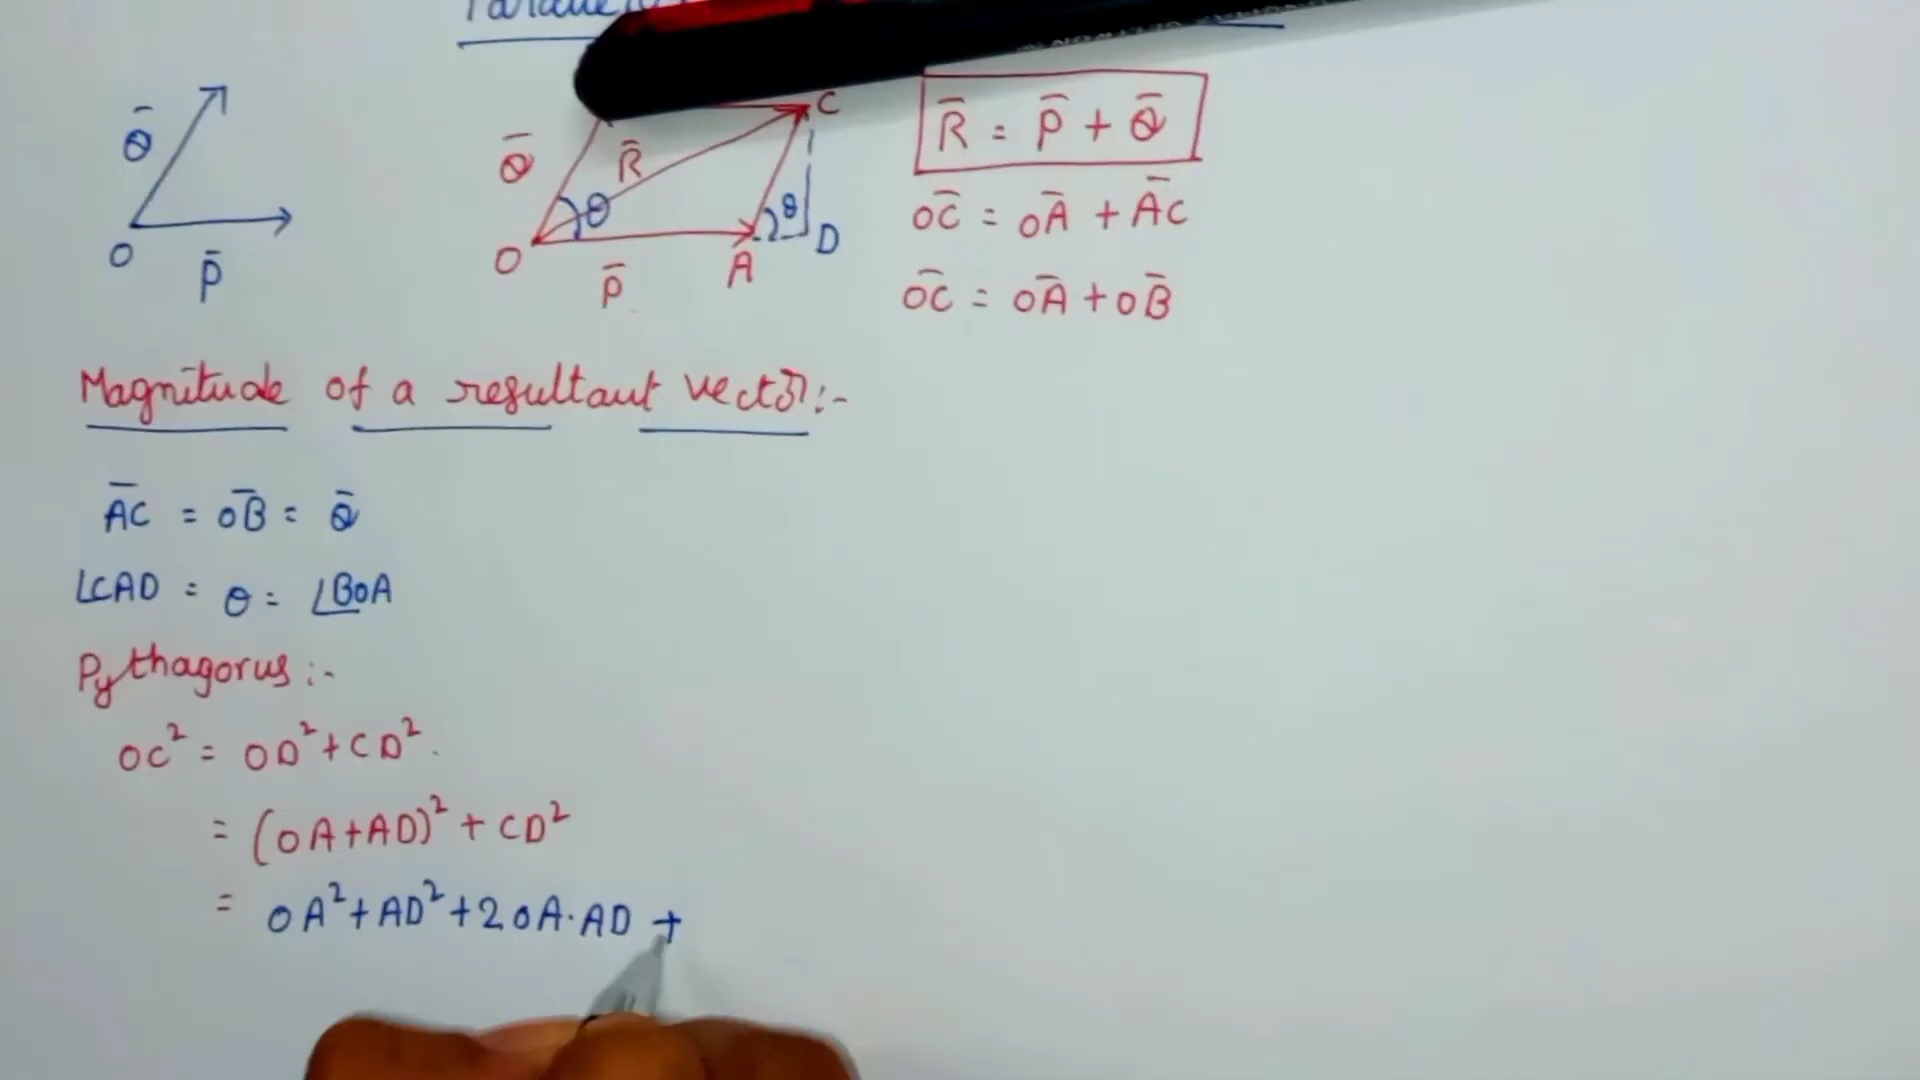 Q̄
O
P̄
Q̄ R̄ θ C
O P̄ A θ D
R̄ = P̄ + Q̄
OC̄ = OĀ + ĀC
OC̄ = OĀ + OB̄
Magnitude of a resultant vector:-
A̅C̅ = OB̄ = Q̄
∠CAD = θ = ∠BOA
Pythagorus:-
OC² = OD² + CD².
= (OA+AD)² + CD²
= OA² + AD² + 2OA·AD +